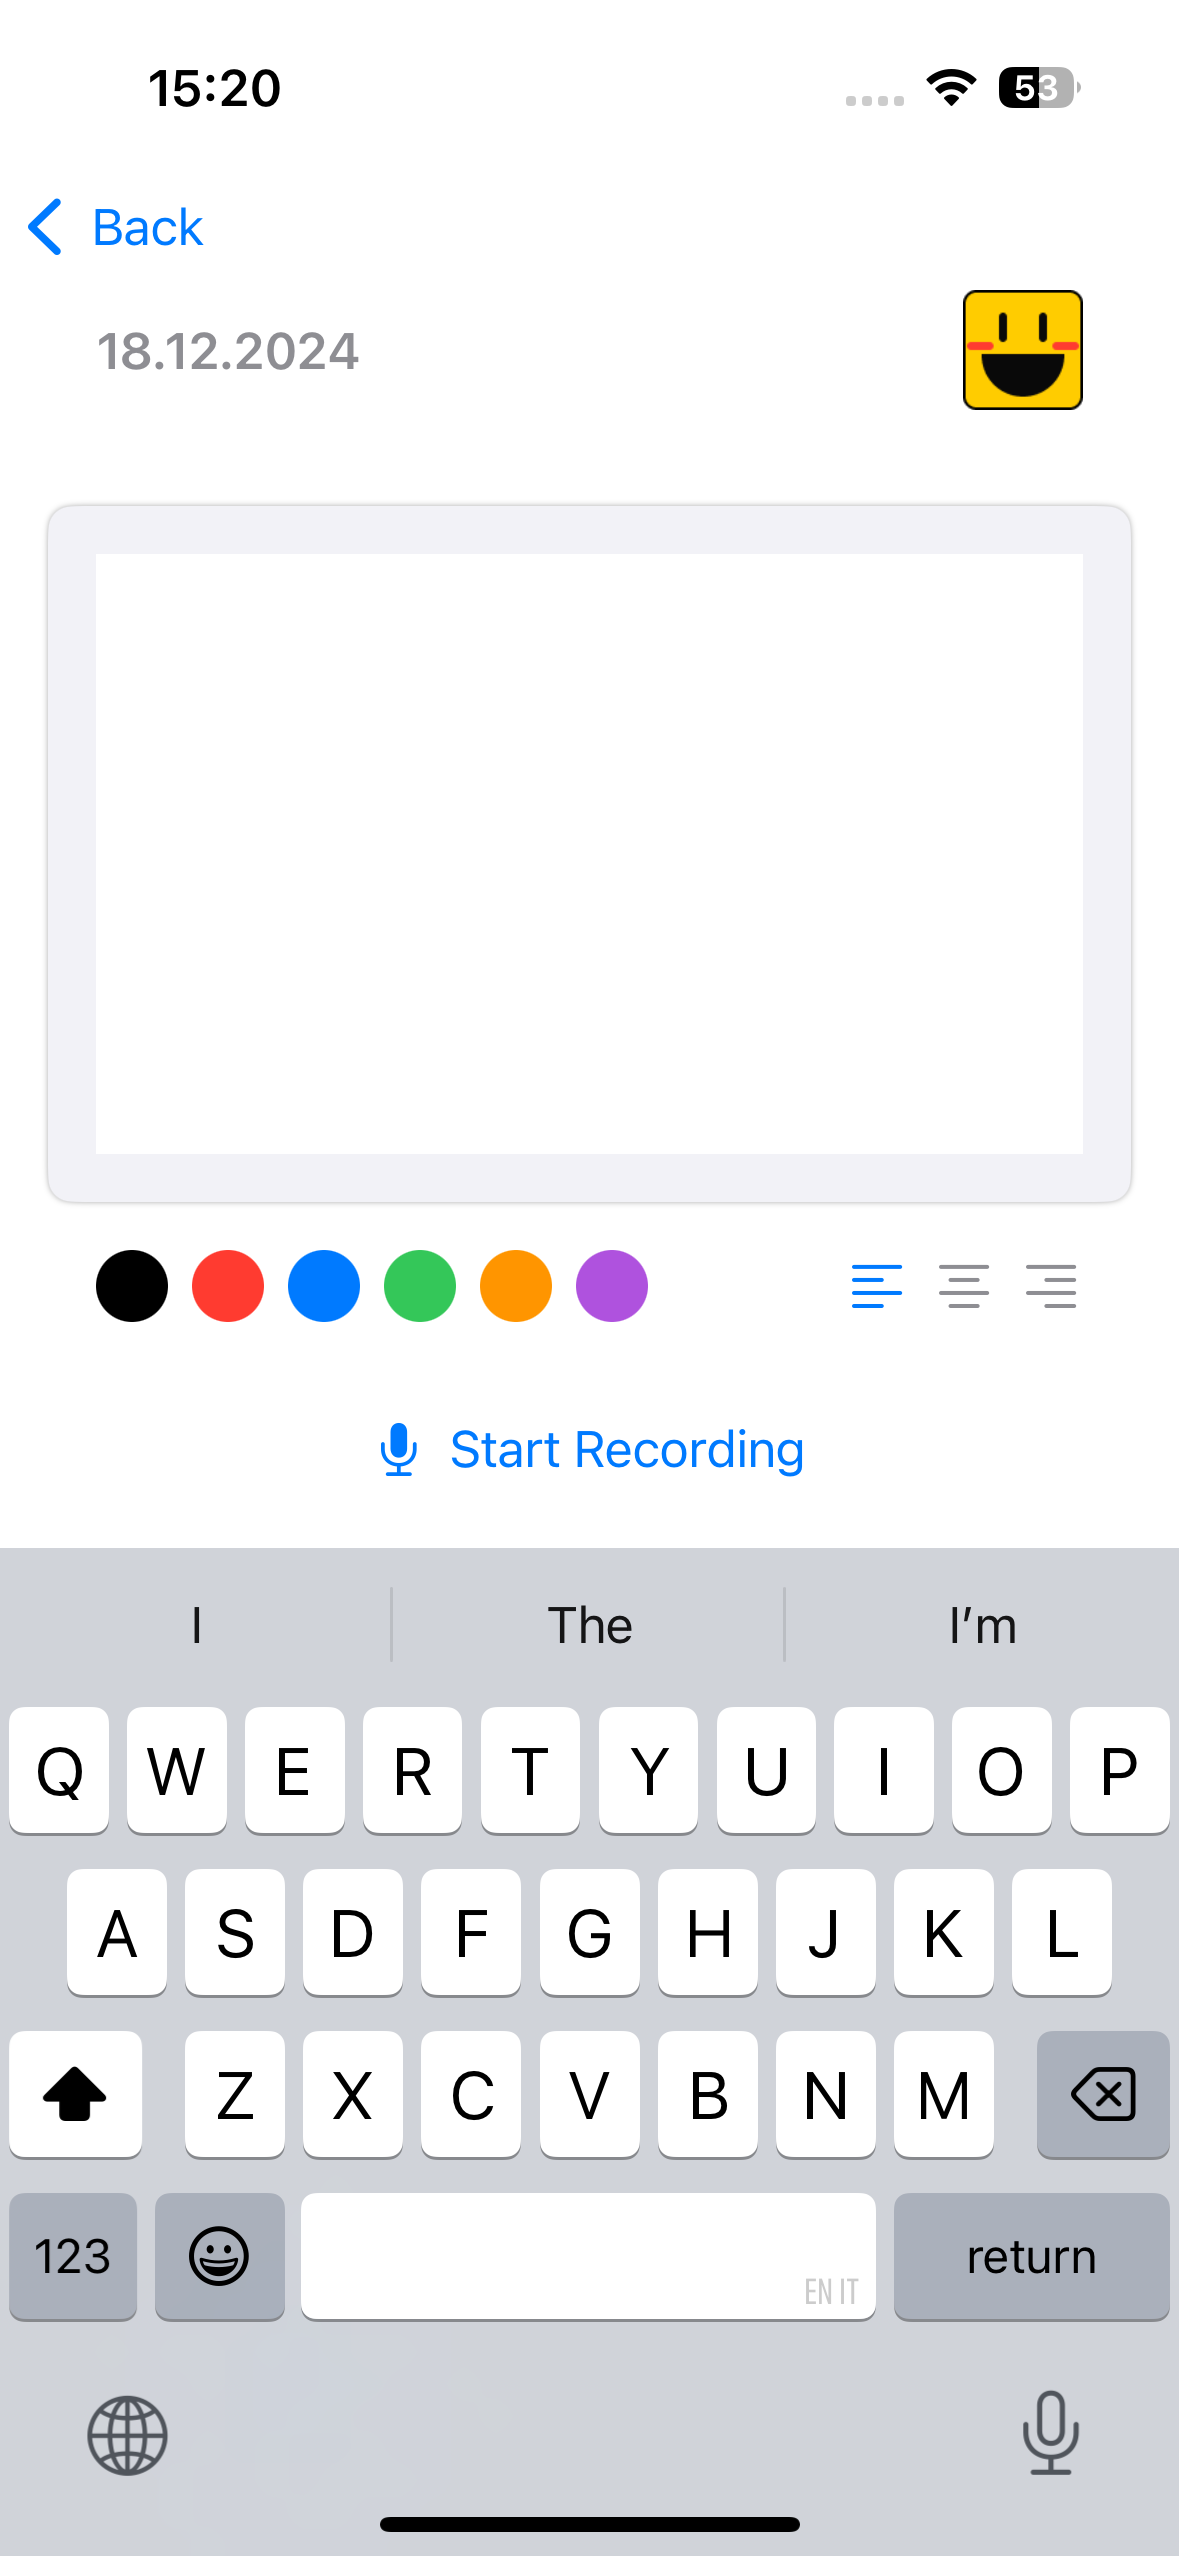 15:20
53
Back
18.12.2024
Start Recording
I The I’m
Q W E R T Y U I O P
A S D F G H J K L
Z X C V B N M
123 EN IT return